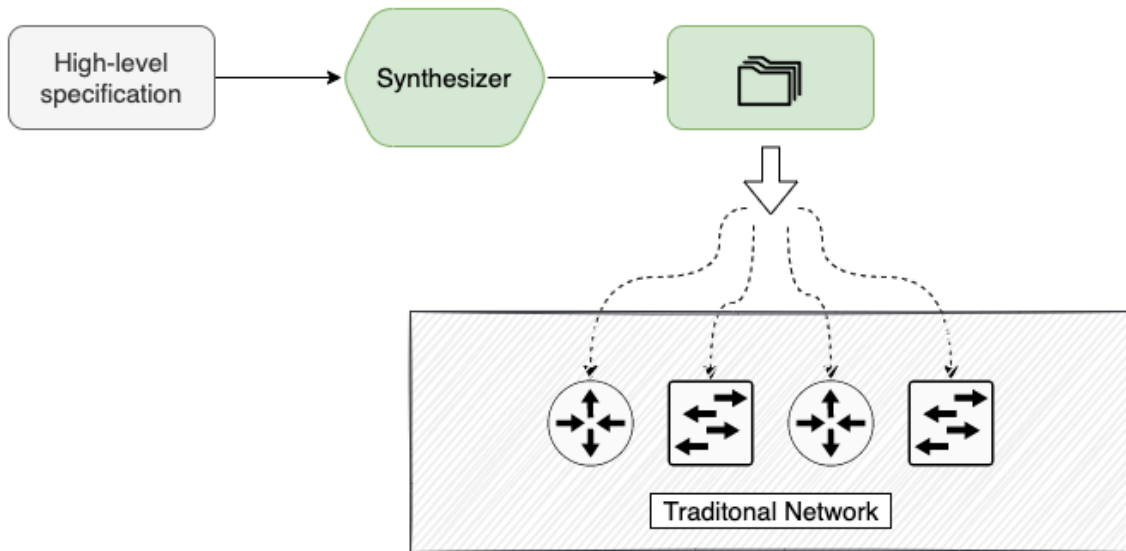 High-level
specification
Synthesizer
Traditonal Network